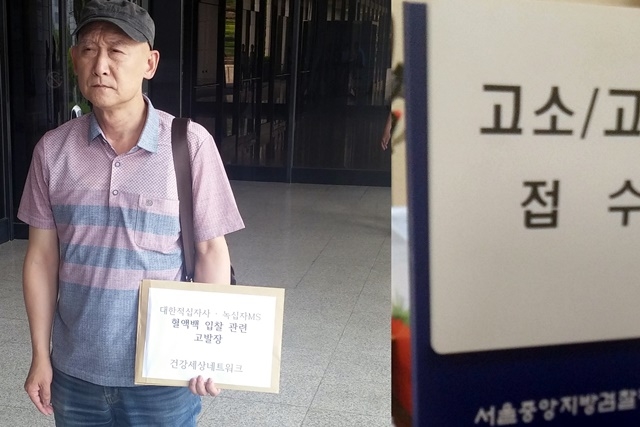 대한적십자사 · 녹십자MS
혈액백 입찰 관련
고발장
건강세상네트워크
고소/고
접 수
서울중앙지방검찰